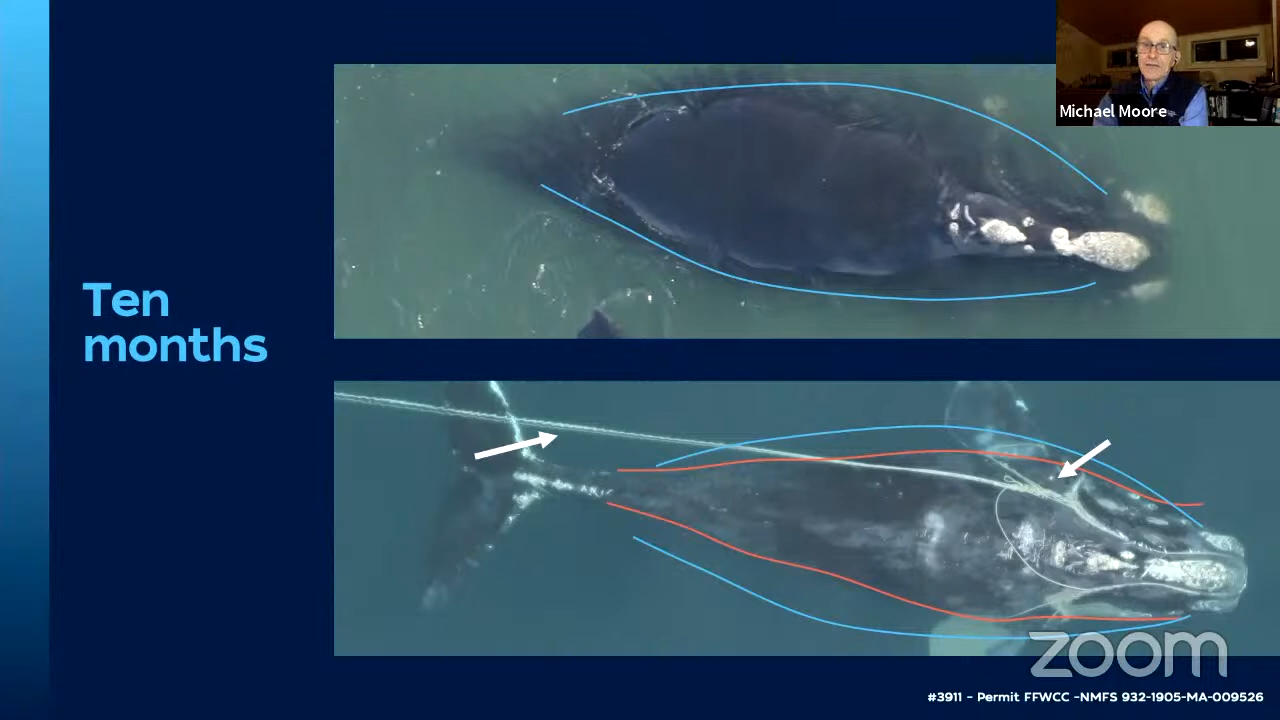 Michael Moore
Ten
months
zoom
#3911 - Permit FFWCC -NMFS 932-1905-MA-009526